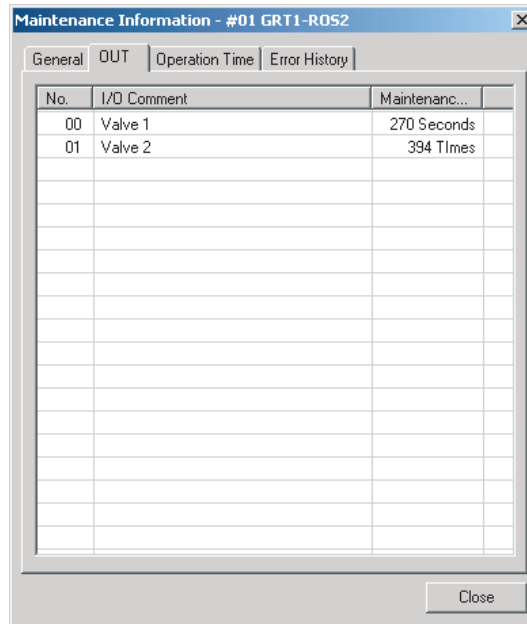 Maintenance Information - #01 GRT1-ROS2
General OUT Operation Time Error History
No. I/O Comment Maintenanc...
00 Valve 1 270 Seconds
01 Valve 2 394 TImes
Close